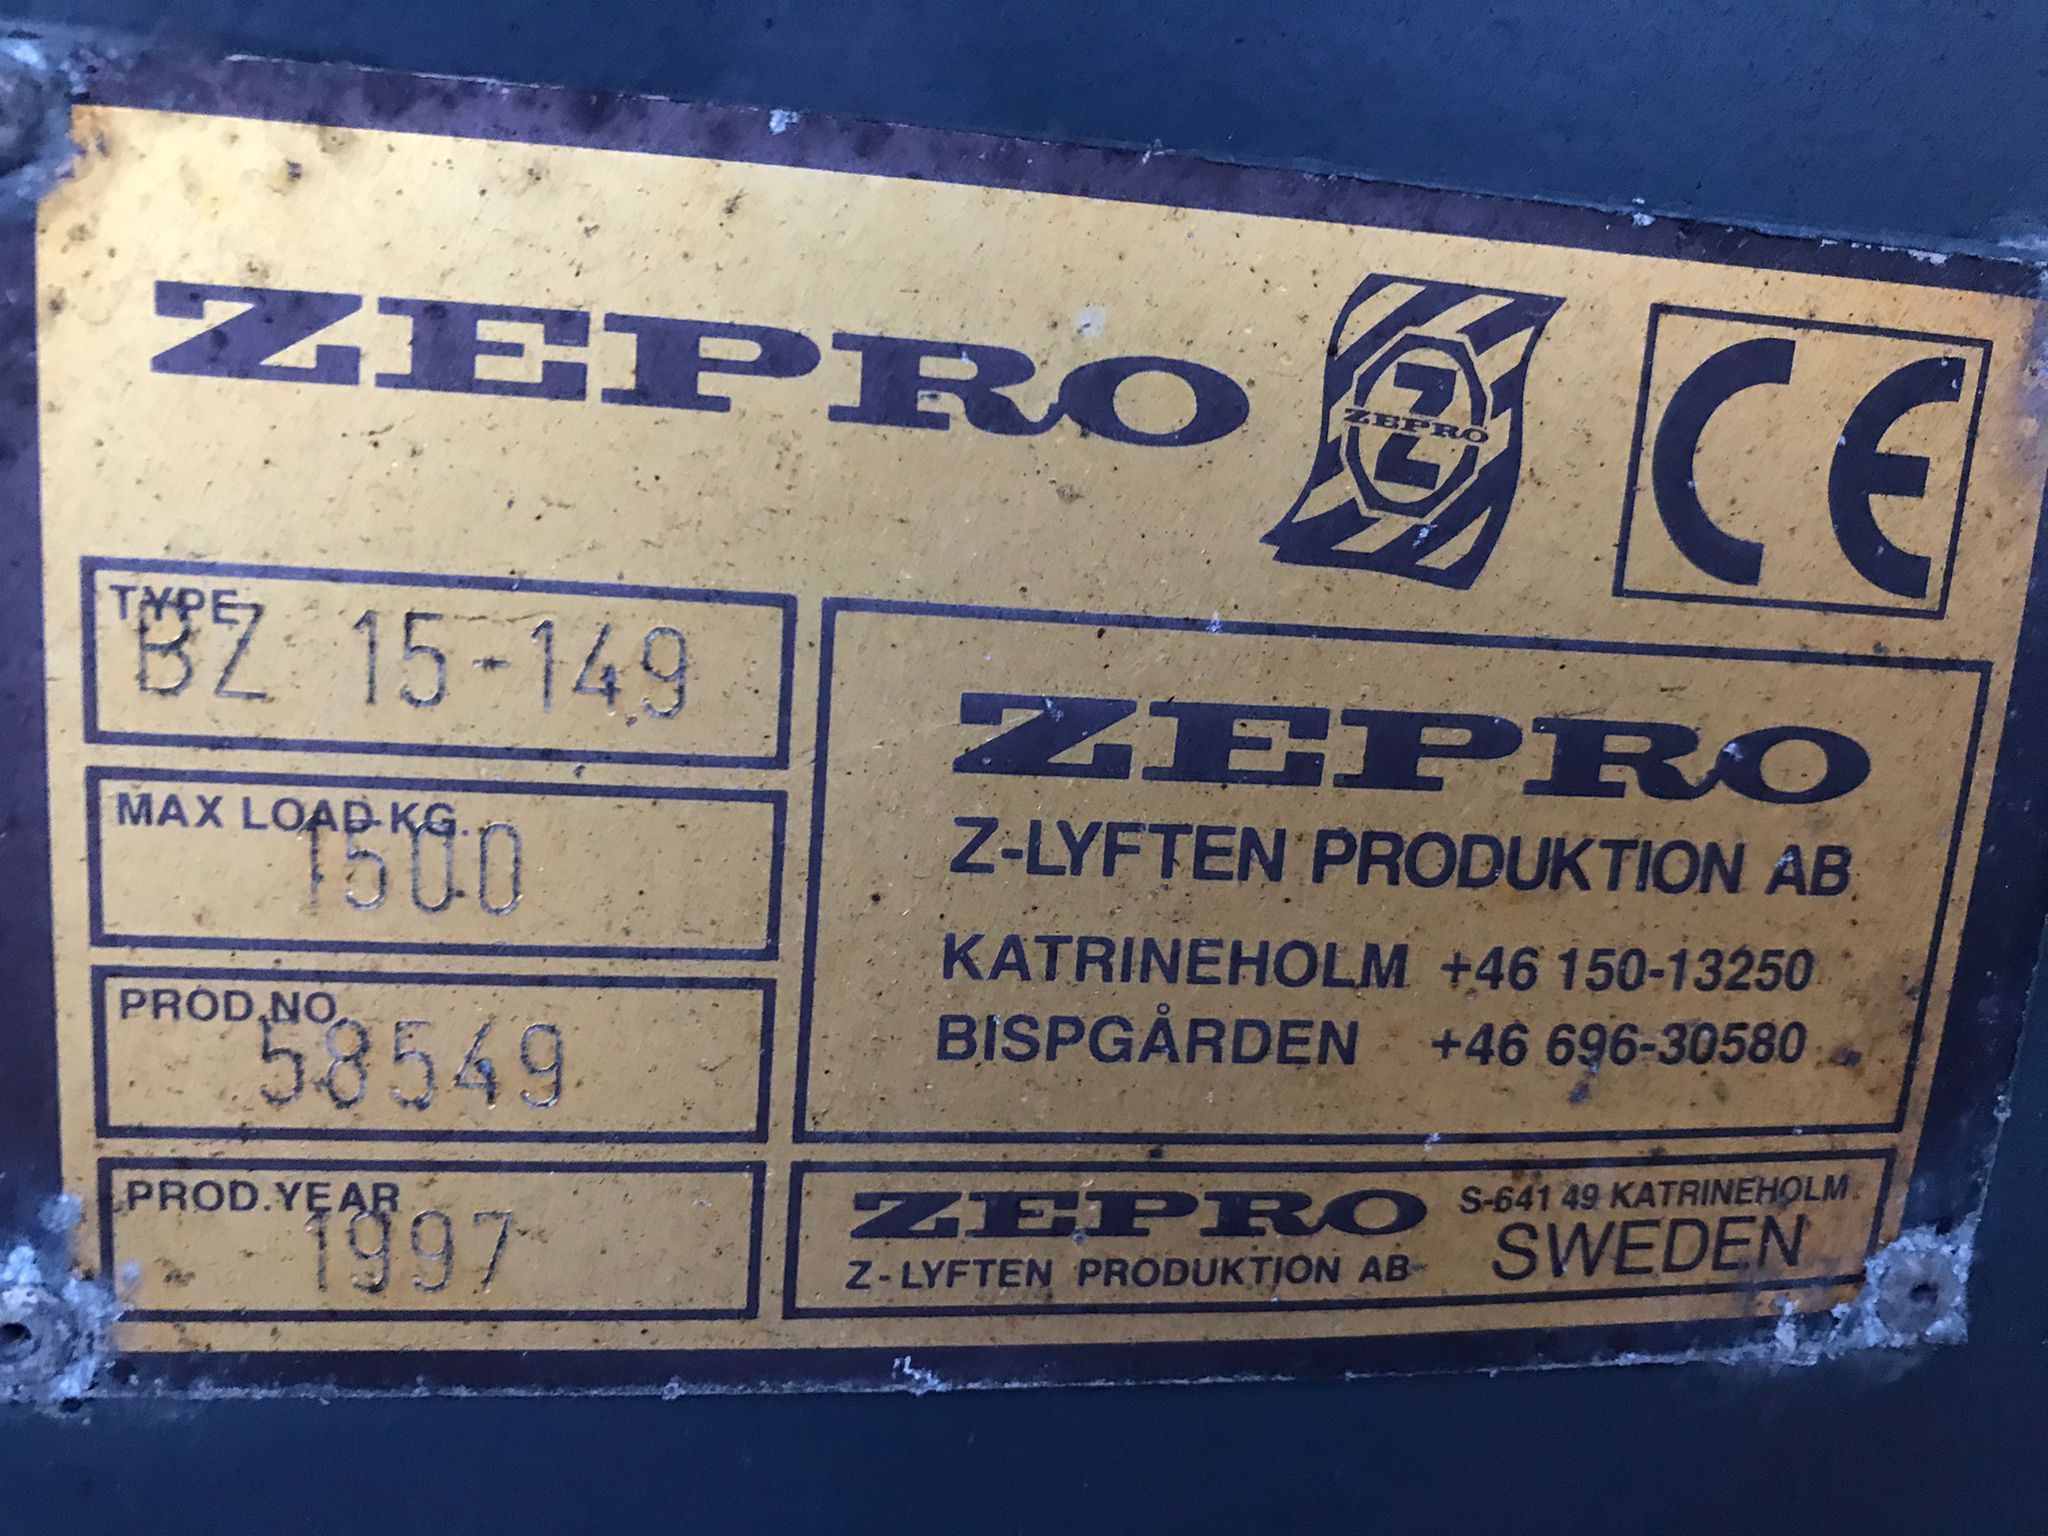 ZEPRO
Z
ZEPRO
CE
TYPE
BZ 15-149
MAX LOAD-KG.
1500
PROD.NO.
58549
PROD.YEAR
1997
ZEPRO
Z-LYFTEN PRODUKTION AB
KATRINEHOLM +46 150-13250
BISPGÅRDEN +46 696-30580
ZEPRO
Z-LYFTEN PRODUKTION AB
S-641 49 KATRINEHOLM
SWEDEN